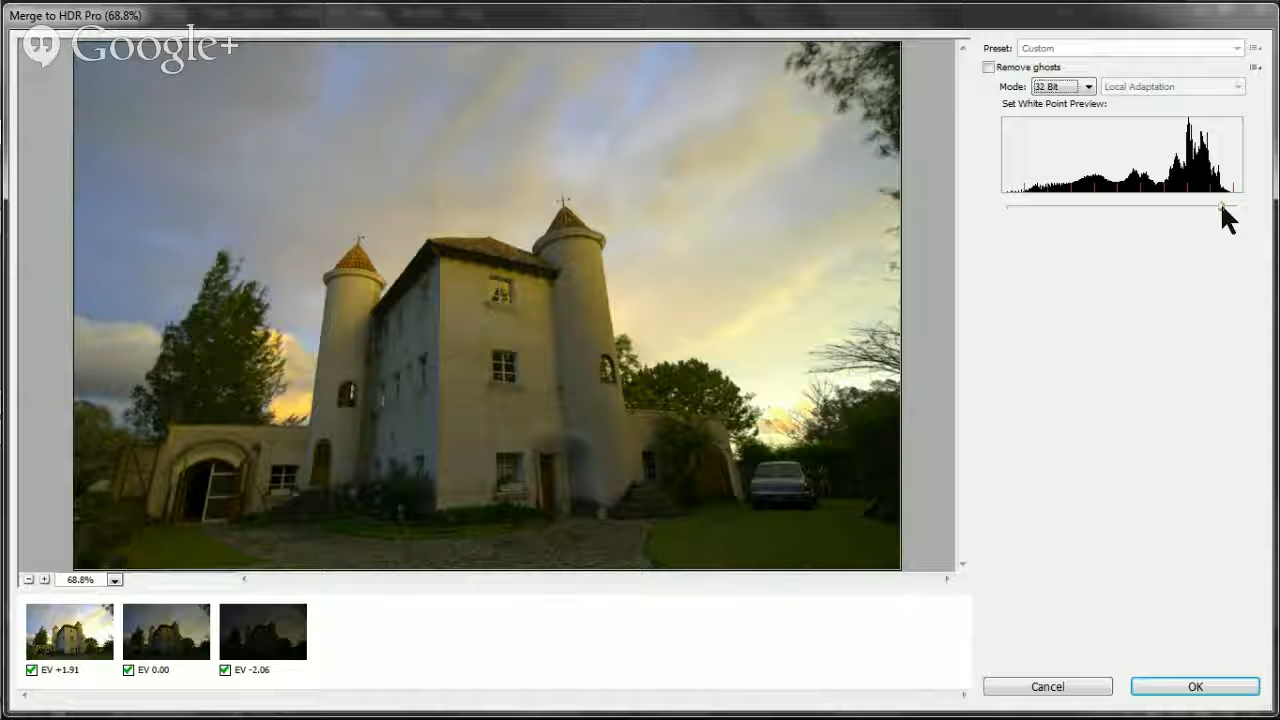 Merge to HDR Pro (68.8%)
Google+
Preset: Custom
Remove ghosts
Mode: 32 Bit Local Adaptation
Set White Point Preview:
68.8%
EV +1.91 EV 0.00 EV -2.06
Cancel OK